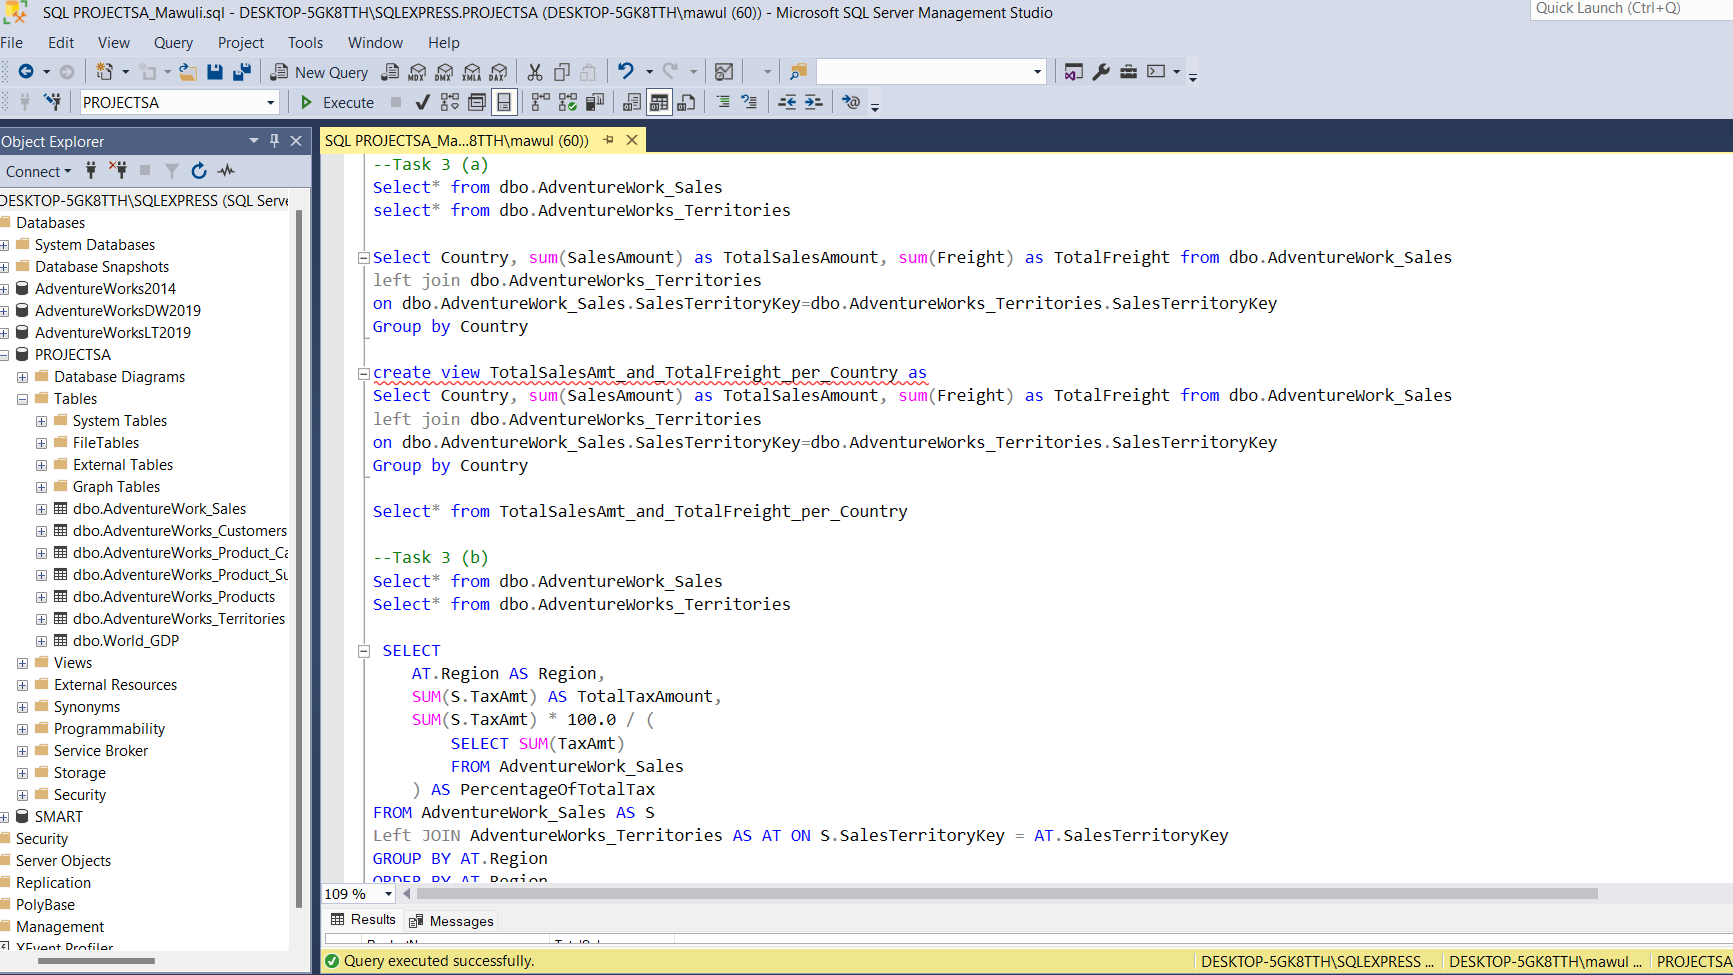 SQL PROJECTSA_Mawuli.sql - DESKTOP-5GK8TTH\SQLEXPRESS.PROJECTSA (DESKTOP-5GK8TTH\mawul (60)) - Microsoft SQL Server Management Studio
Quick Launch (Ctrl+Q)
File Edit View Query Project Tools Window Help
New Query MDX DMX XMLA DAX
PROJECTSA Execute
Object Explorer
SQL PROJECTSA_Ma...8TTH\mawul (60))
Connect
DESKTOP-5GK8TTH\SQLEXPRESS (SQL Serve
Databases
System Databases
Database Snapshots
AdventureWorks2014
AdventureWorksDW2019
AdventureWorksLT2019
PROJECTSA
Database Diagrams
Tables
System Tables
FileTables
External Tables
Graph Tables
dbo.AdventureWork_Sales
dbo.AdventureWorks_Customers
dbo.AdventureWorks_Product_Ca
dbo.AdventureWorks_Product_Su
dbo.AdventureWorks_Products
dbo.AdventureWorks_Territories
dbo.World_GDP
Views
External Resources
Synonyms
Programmability
Service Broker
Storage
Security
SMART
Security
Server Objects
Replication
PolyBase
Management
XEvent Profiler
--Task 3 (a)
Select* from dbo.AdventureWork_Sales
select* from dbo.AdventureWorks_Territories
Select Country, sum(SalesAmount) as TotalSalesAmount, sum(Freight) as TotalFreight from dbo.AdventureWork_Sales
left join dbo.AdventureWorks_Territories
on dbo.AdventureWork_Sales.SalesTerritoryKey=dbo.AdventureWorks_Territories.SalesTerritoryKey
Group by Country
create view TotalSalesAmt_and_TotalFreight_per_Country as
Select Country, sum(SalesAmount) as TotalSalesAmount, sum(Freight) as TotalFreight from dbo.AdventureWork_Sales
left join dbo.AdventureWorks_Territories
on dbo.AdventureWork_Sales.SalesTerritoryKey=dbo.AdventureWorks_Territories.SalesTerritoryKey
Group by Country
Select* from TotalSalesAmt_and_TotalFreight_per_Country
--Task 3 (b)
Select* from dbo.AdventureWork_Sales
Select* from dbo.AdventureWorks_Territories
SELECT
AT.Region AS Region,
SUM(S.TaxAmt) AS TotalTaxAmount,
SUM(S.TaxAmt) * 100.0 / (
SELECT SUM(TaxAmt)
FROM AdventureWork_Sales
) AS PercentageOfTotalTax
FROM AdventureWork_Sales AS S
Left JOIN AdventureWorks_Territories AS AT ON S.SalesTerritoryKey = AT.SalesTerritoryKey
GROUP BY AT.Region
ORDER BY AT.Region
109 %
Results Messages
Query executed successfully.
DESKTOP-5GK8TTH\SQLEXPRESS ... DESKTOP-5GK8TTH\mawul ... PROJECTSA